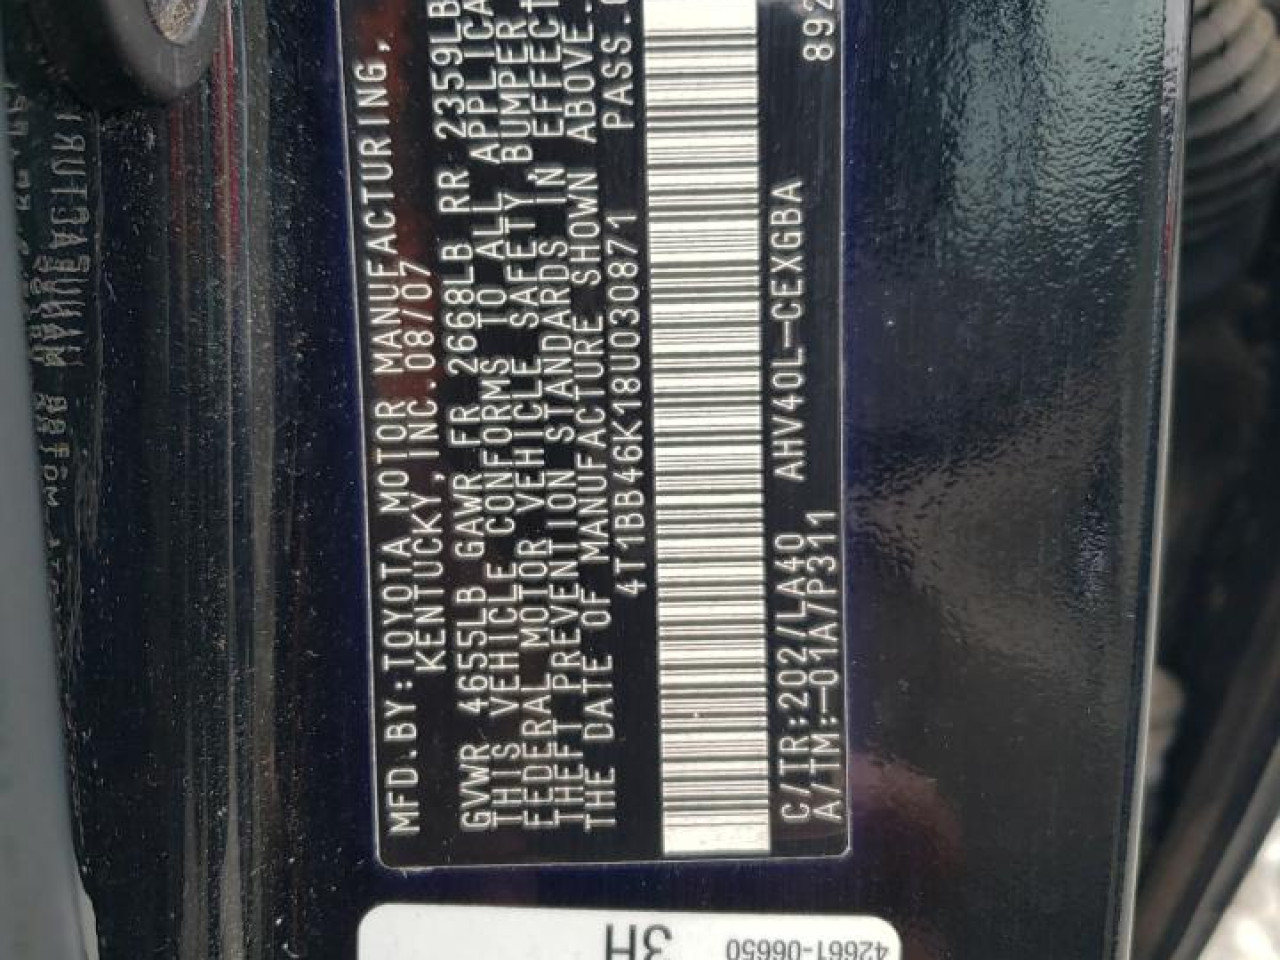 MFD.BY:TOYOTA MOTOR MANUFACTURING,
KENTUCKY, INC. 08/07
GVWR 4655LB GAWR FR 2668LB RR 2359LB
THIS VEHICLE CONFORMS TO ALL APPLICA
FEDERAL MOTOR VEHICLE SAFETY, BUMPER
THEFT PREVENTION STANDARDS IN EFFECT
THE DATE OF MANUFACTURE SHOWN ABOVE.
4T1BB46K18U030871 PASS.
C/TR:202/LA40 AHV40L-CEXGBA 892
A/TM:-01A/P311
42661-06650
3H